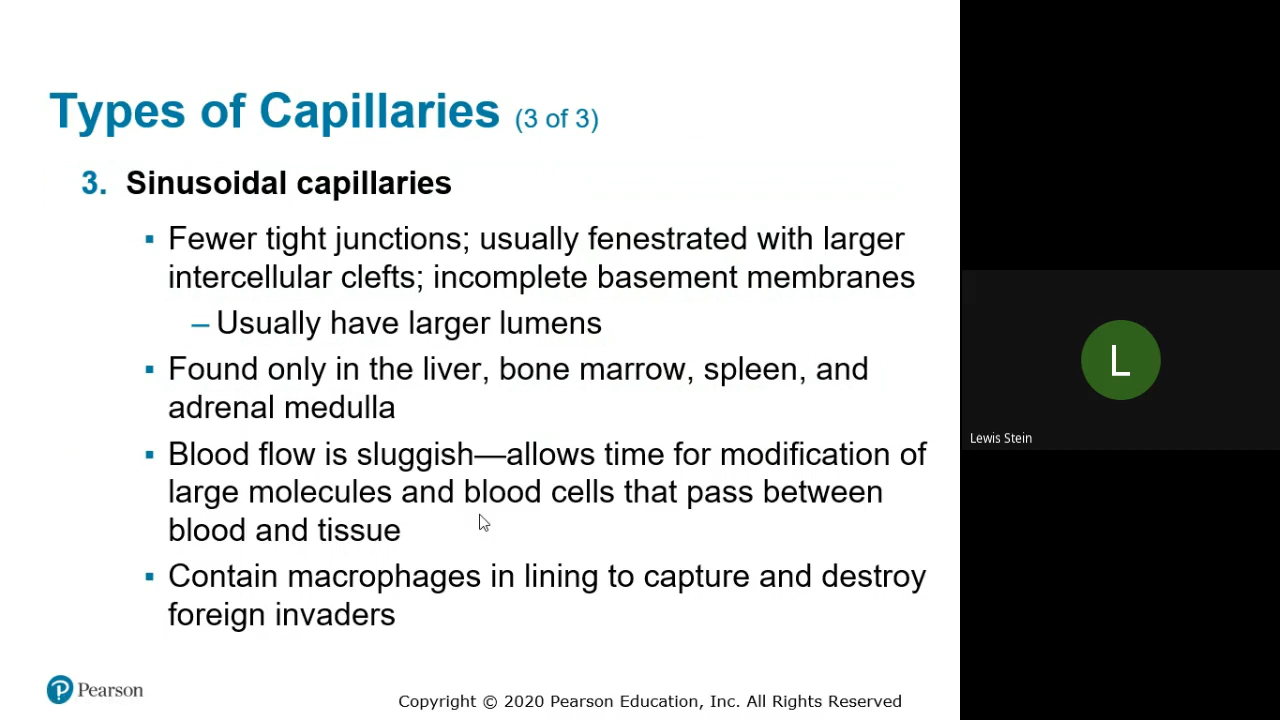 Types of Capillaries (3 of 3)
3. Sinusoidal capillaries
▪ Fewer tight junctions; usually fenestrated with larger
intercellular clefts; incomplete basement membranes
– Usually have larger lumens
▪ Found only in the liver, bone marrow, spleen, and
adrenal medulla
▪ Blood flow is sluggish—allows time for modification of
large molecules and blood cells that pass between
blood and tissue
▪ Contain macrophages in lining to capture and destroy
foreign invaders
Pearson
Copyright © 2020 Pearson Education, Inc. All Rights Reserved
L
Lewis Stein